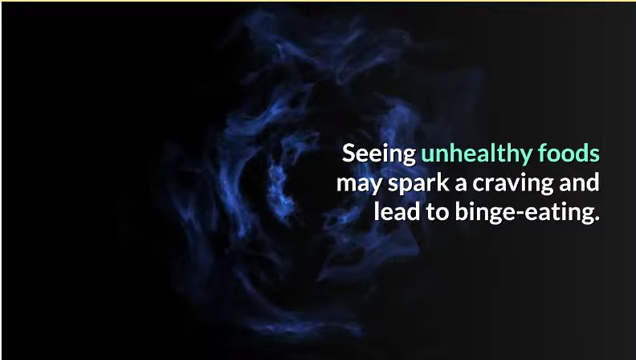 Seeing unhealthy foods
may spark a craving and
lead to binge-eating.